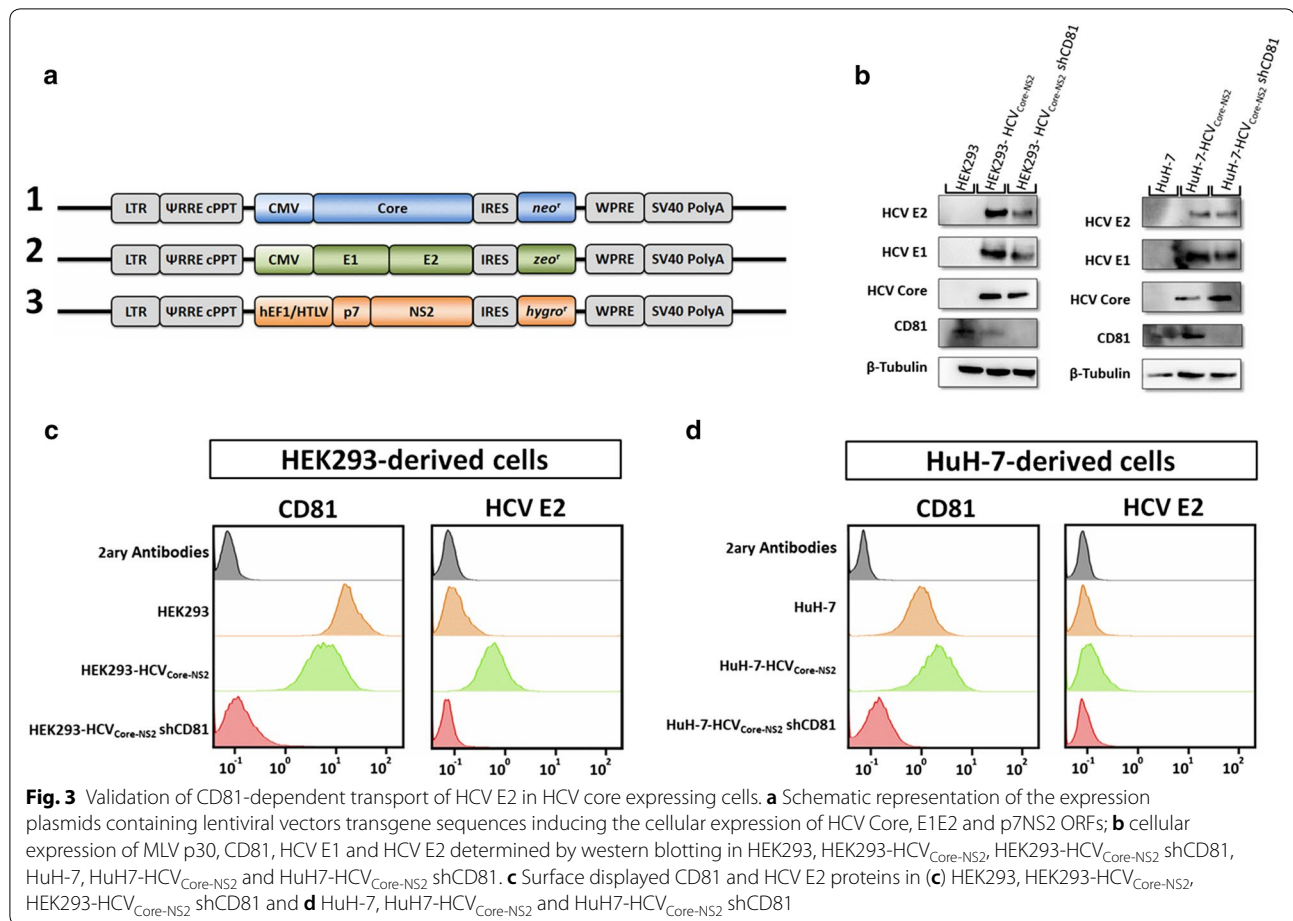 a
1 LTR ΨRRE cPPT CMV Core IRES neoʳ WPRE SV40 PolyA
2 LTR ΨRRE cPPT CMV E1 E2 IRES zeoʳ WPRE SV40 PolyA
3 LTR ΨRRE cPPT hEF1/HTLV p7 NS2 IRES hygroʳ WPRE SV40 PolyA
b
HEK293
HEK293- HCVCore-NS2
HEK293- HCVCore-NS2 shCD81
HCV E2
HCV E1
HCV Core
CD81
β-Tubulin
HuH-7
HuH-7-HCVCore-NS2
HuH-7-HCVCore-NS2 shCD81
HCV E2
HCV E1
HCV Core
CD81
β-Tubulin
c
HEK293-derived cells
CD81 HCV E2
2ary Antibodies
HEK293
HEK293-HCVCore-NS2
HEK293-HCVCore-NS2 shCD81
10⁻¹ 10⁰ 10¹ 10² 10⁻¹ 10⁰ 10¹ 10²
d
HuH-7-derived cells
CD81 HCV E2
2ary Antibodies
HuH-7
HuH-7-HCVCore-NS2
HuH-7-HCVCore-NS2 shCD81
10⁻¹ 10⁰ 10¹ 10² 10⁻¹ 10⁰ 10¹ 10²
Fig. 3 Validation of CD81-dependent transport of HCV E2 in HCV core expressing cells. a Schematic representation of the expression
plasmids containing lentiviral vectors transgene sequences inducing the cellular expression of HCV Core, E1E2 and p7NS2 ORFs; b cellular
expression of MLV p30, CD81, HCV E1 and HCV E2 determined by western blotting in HEK293, HEK293-HCVCore-NS2, HEK293-HCVCore-NS2 shCD81,
HuH-7, HuH7-HCVCore-NS2 and HuH7-HCVCore-NS2 shCD81. c Surface displayed CD81 and HCV E2 proteins in (c) HEK293, HEK293-HCVCore-NS2,
HEK293-HCVCore-NS2 shCD81 and d HuH-7, HuH7-HCVCore-NS2 and HuH7-HCVCore-NS2 shCD81